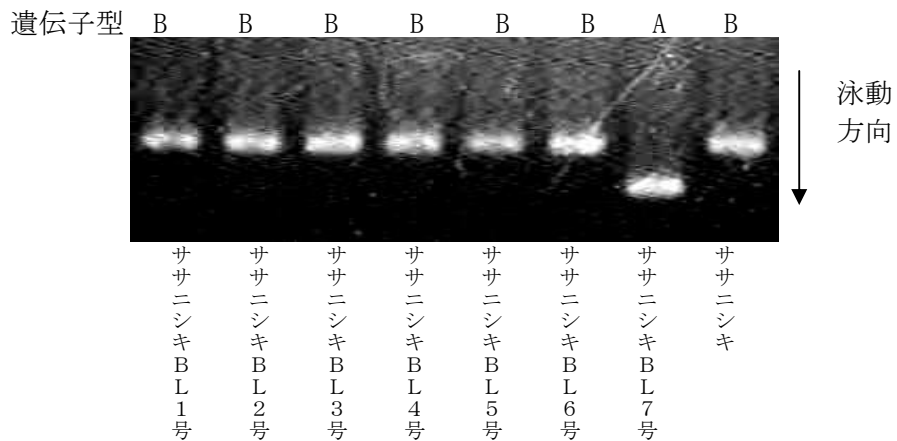 遺伝子型 B B B B B B A B
泳動
方向
ササニシキBL1号
ササニシキBL2号
ササニシキBL3号
ササニシキBL4号
ササニシキBL5号
ササニシキBL6号
ササニシキBL7号
ササニシキ